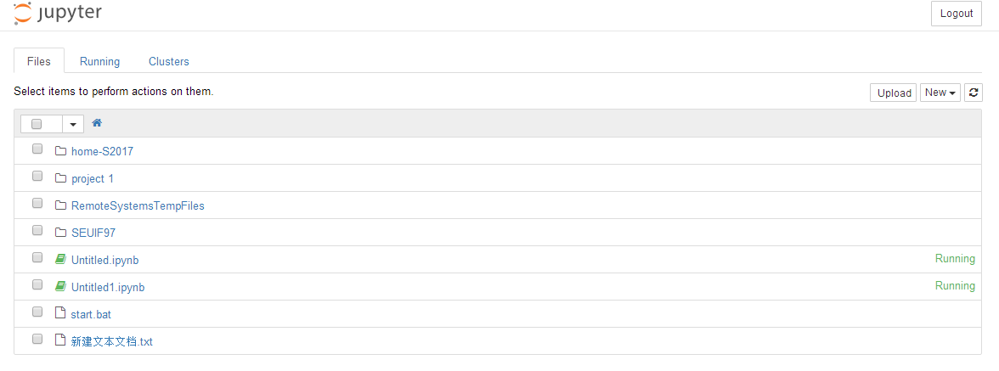 jupyter
Logout
Files Running Clusters
Select items to perform actions on them.
Upload New
home-S2017
project 1
RemoteSystemsTempFiles
SEUIF97
Untitled.ipynb Running
Untitled1.ipynb Running
start.bat
新建文本文档.txt